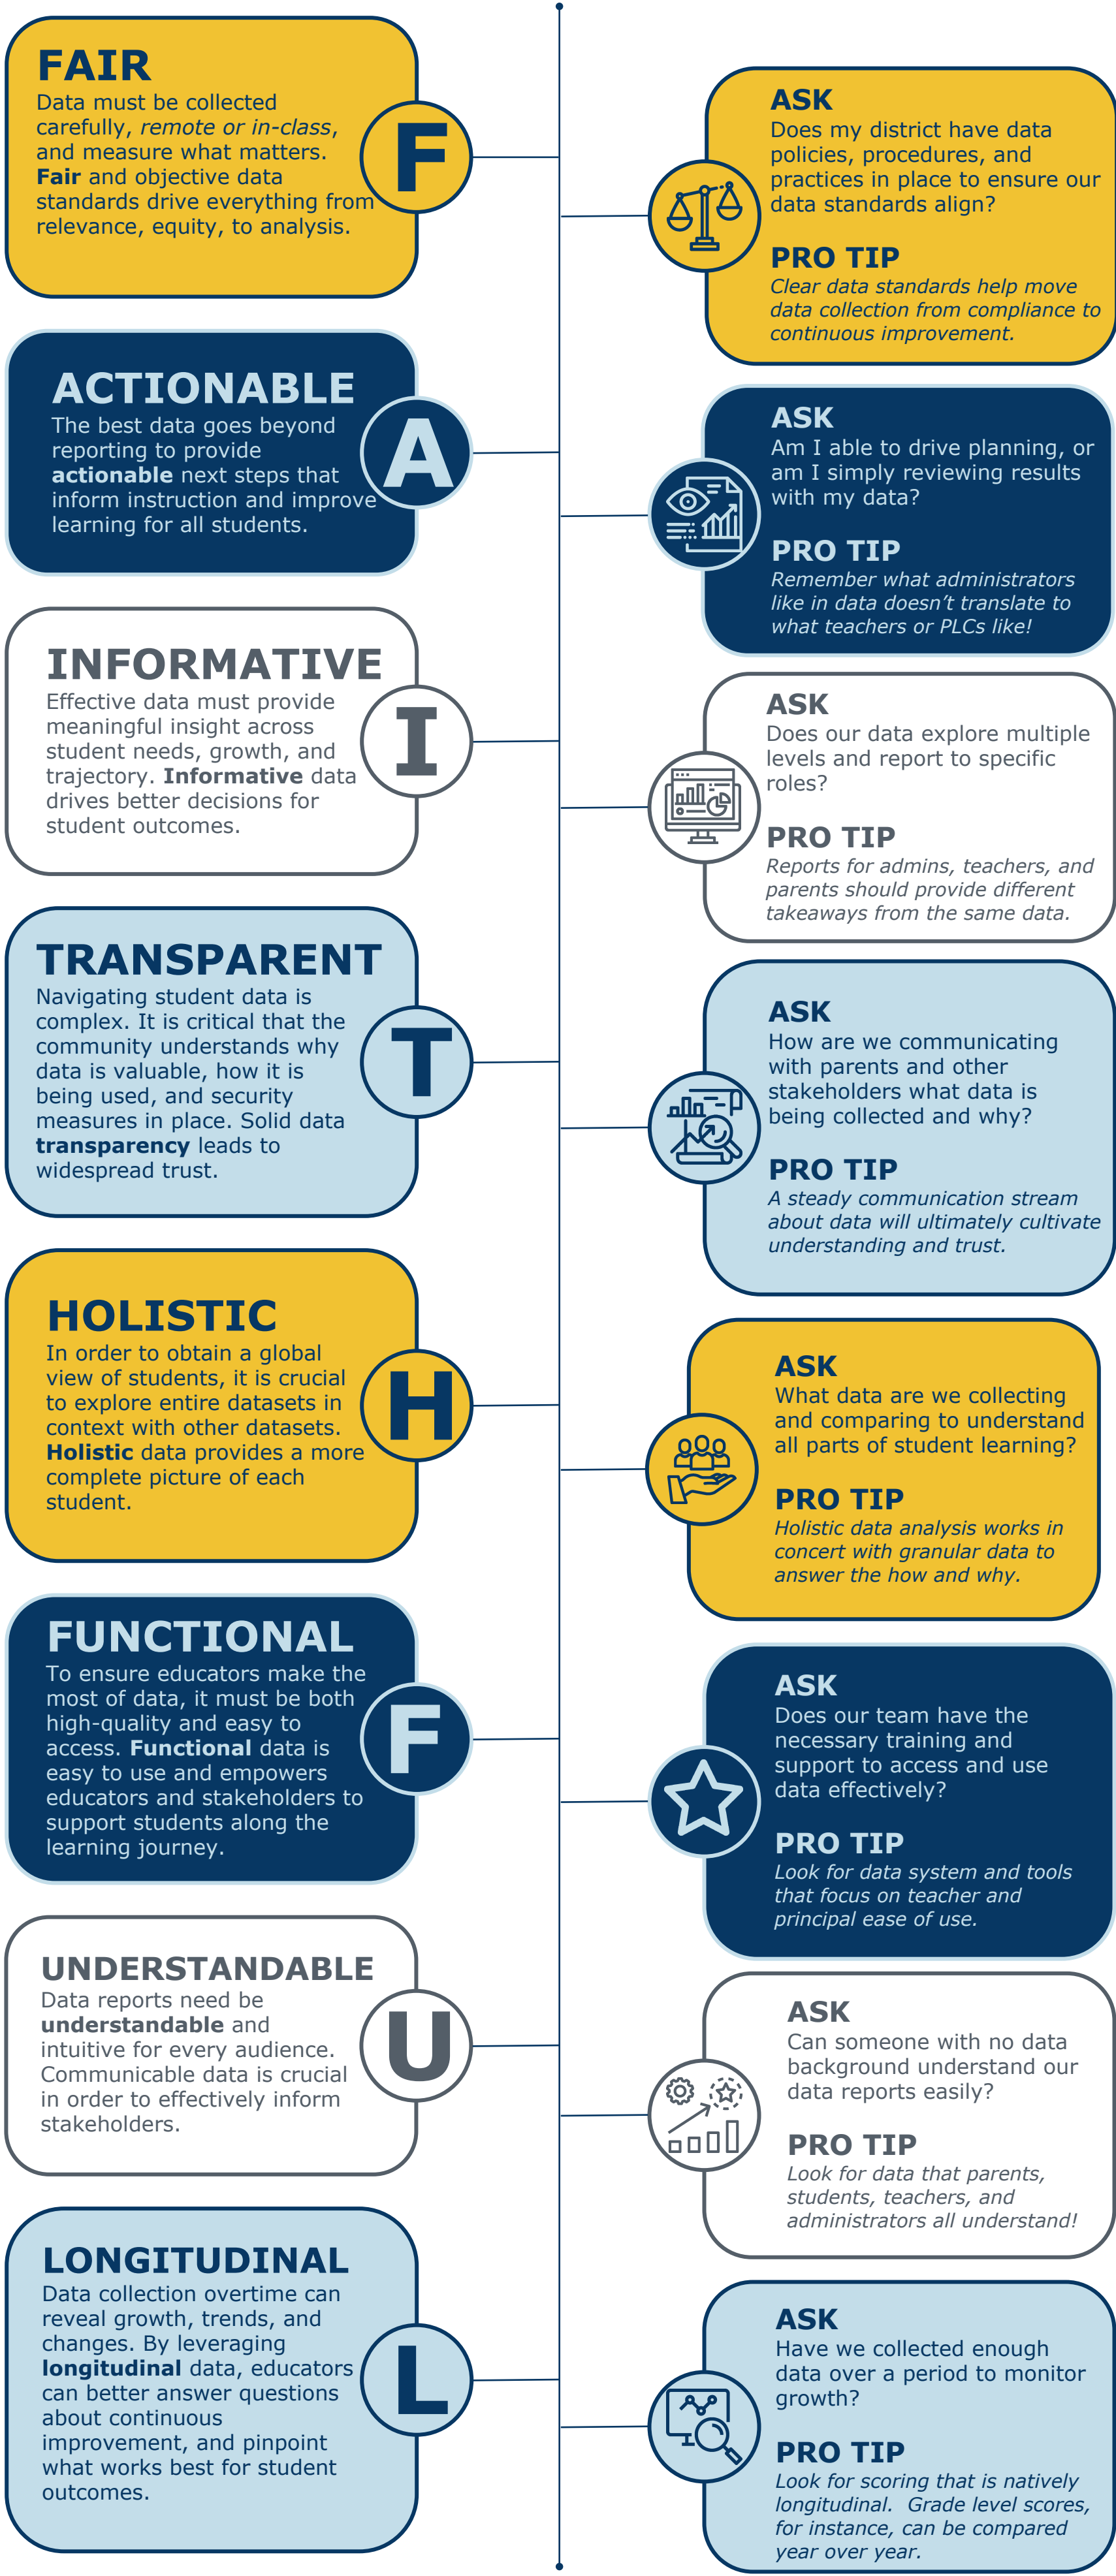 FAIR
Data must be collected
carefully, remote or in-class,
and measure what matters.
Fair and objective data
standards drive everything from
relevance, equity, to analysis.
F
ASK
Does my district have data
policies, procedures, and
practices in place to ensure our
data standards align?
PRO TIP
Clear data standards help move
data collection from compliance to
continuous improvement.
ACTIONABLE
The best data goes beyond
reporting to provide
actionable next steps that
inform instruction and improve
learning for all students.
A
ASK
Am I able to drive planning, or
am I simply reviewing results
with my data?
PRO TIP
Remember what administrators
like in data doesn't translate to
what teachers or PLCs like!
INFORMATIVE
Effective data must provide
meaningful insight across
student needs, growth, and
trajectory. Informative data
drives better decisions for
student outcomes.
I
ASK
Does our data explore multiple
levels and report to specific
roles?
PRO TIP
Reports for admins, teachers, and
parents should provide different
takeaways from the same data.
TRANSPARENT
Navigating student data is
complex. It is critical that the
community understands why
data is valuable, how it is
being used, and security
measures in place. Solid data
transparency leads to
widespread trust.
T
ASK
How are we communicating
with parents and other
stakeholders what data is
being collected and why?
PRO TIP
A steady communication stream
about data will ultimately cultivate
understanding and trust.
HOLISTIC
In order to obtain a global
view of students, it is crucial
to explore entire datasets in
context with other datasets.
Holistic data provides a more
complete picture of each
student.
H
ASK
What data are we collecting
and comparing to understand
all parts of student learning?
PRO TIP
Holistic data analysis works in
concert with granular data to
answer the how and why.
FUNCTIONAL
To ensure educators make the
most of data, it must be both
high-quality and easy to
access. Functional data is
easy to use and empowers
educators and stakeholders to
support students along the
learning journey.
F
ASK
Does our team have the
necessary training and
support to access and use
data effectively?
PRO TIP
Look for data system and tools
that focus on teacher and
principal ease of use.
UNDERSTANDABLE
Data reports need be
understandable and
intuitive for every audience.
Communicable data is crucial
in order to effectively inform
stakeholders.
U
ASK
Can someone with no data
background understand our
data reports easily?
PRO TIP
Look for data that parents,
students, teachers, and
administrators all understand!
LONGITUDINAL
Data collection overtime can
reveal growth, trends, and
changes. By leveraging
longitudinal data, educators
can better answer questions
about continuous
improvement, and pinpoint
what works best for student
outcomes.
L
ASK
Have we collected enough
data over a period to monitor
growth?
PRO TIP
Look for scoring that is natively
longitudinal.  Grade level scores,
for instance, can be compared
year over year.